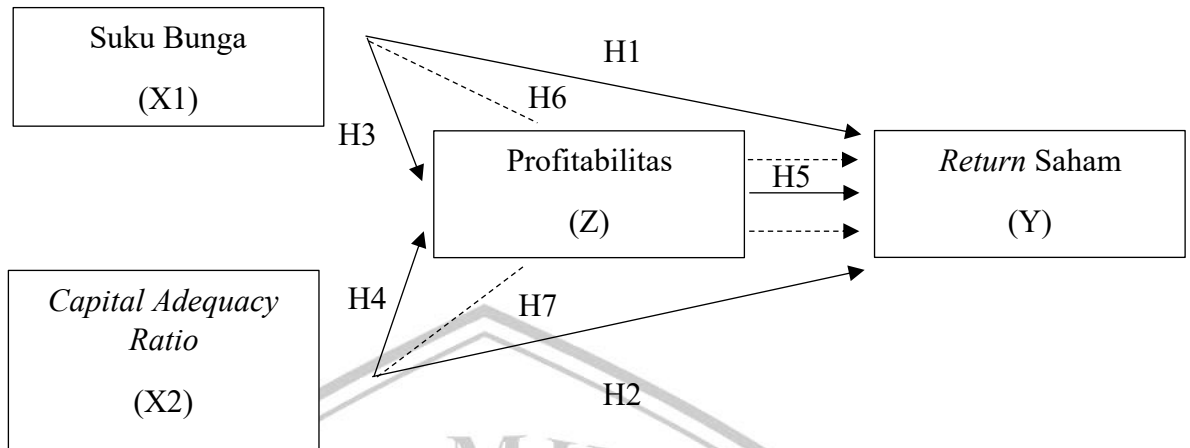 Suku Bunga
(X1)
H1
H6
H3
Profitabilitas
(Z)
H5
Return Saham
(Y)
Capital Adequacy
Ratio
(X2)
H4
H7
H2